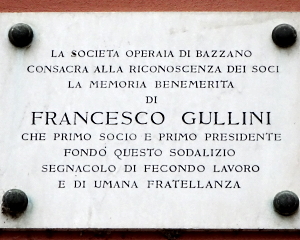 LA SOCIETA OPERAIA DI BAZZANO
CONSACRA ALLA RICONOSCENZA DEI SOCI
LA MEMORIA BENEMERITA
DI
FRANCESCO GULLINI
CHE PRIMO SOCIO E PRIMO PRESIDENTE
FONDÒ QUESTO SODALIZIO
SEGNACOLO DI FECONDO LAVORO
E DI UMANA FRATELLANZA